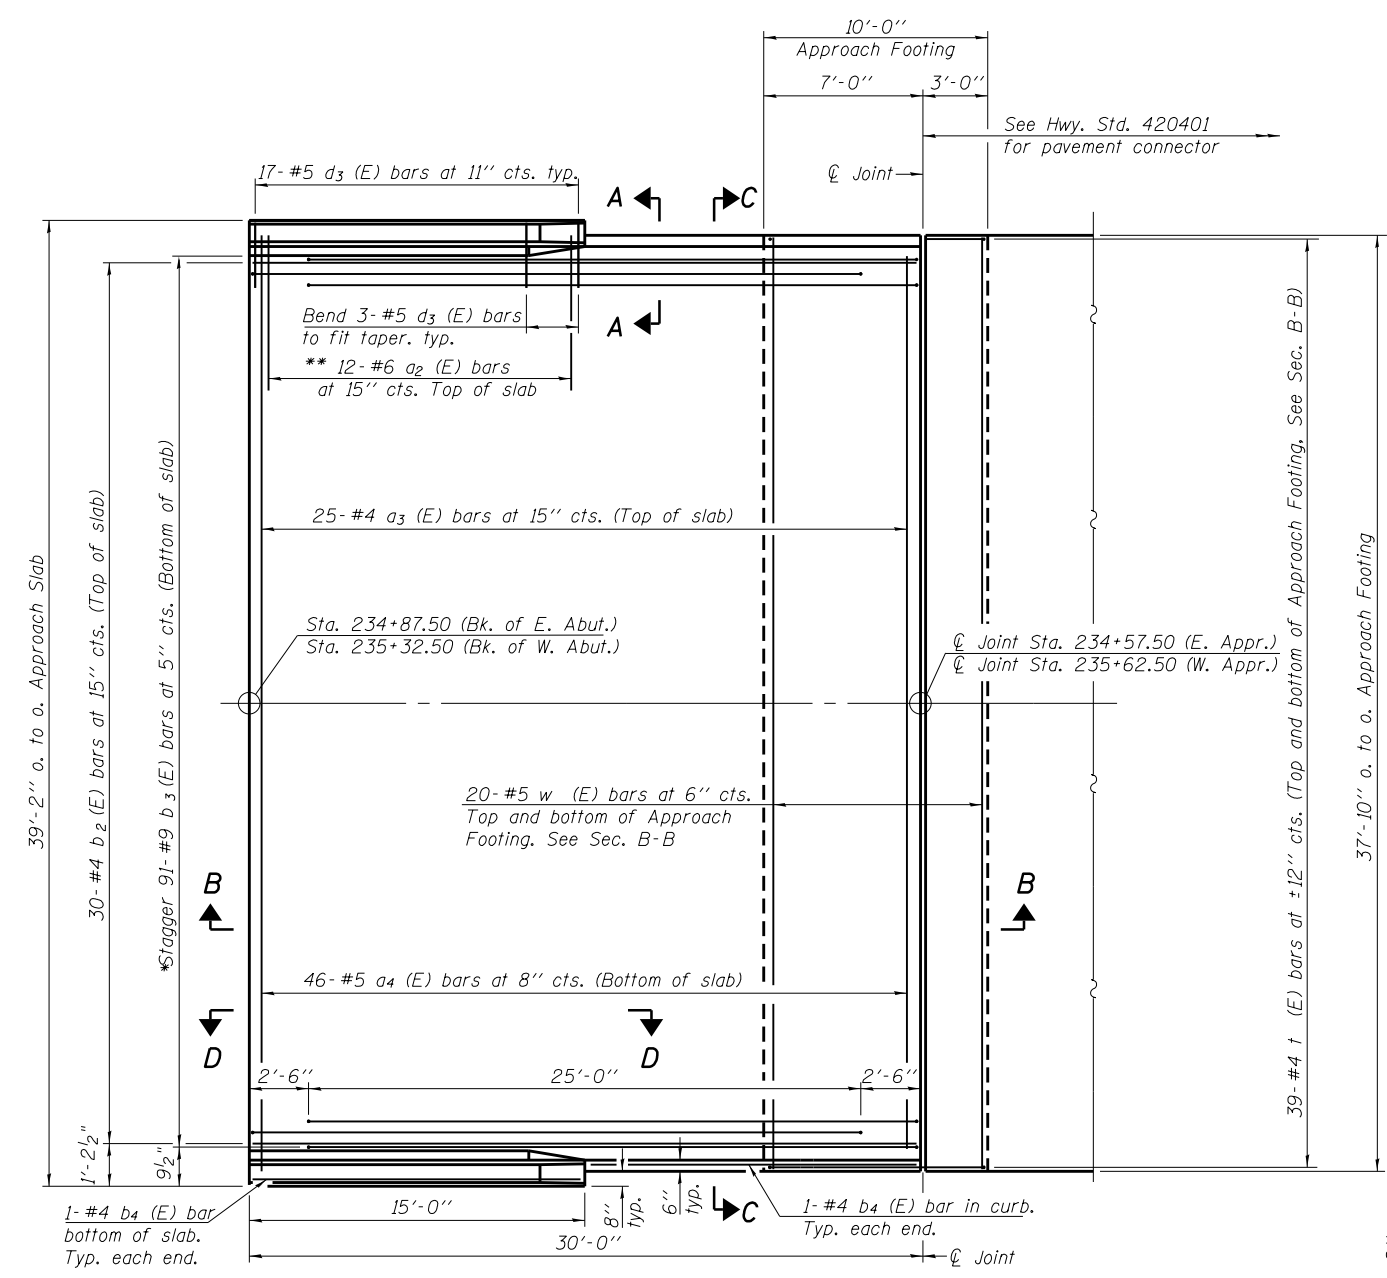 10'-0"
Approach Footing
7'-0"
3'-0"
See Hwy. Std. 420401
for pavement connector
℄ Joint
17- #5 d3 (E) bars at 11" cts. typ.
A
C
Bend 3- #5 d3 (E) bars
to fit taper. typ.
A
** 12- #6 a2 (E) bars
at 15" cts. Top of slab
25- #4 a3 (E) bars at 15" cts. (Top of slab)
39'-2" o. to o. Approach Slab
30- #4 b2 (E) bars at 15" cts. (Top of slab)
*Stagger 91- #9 b3 (E) bars at 5" cts. (Bottom of slab)
Sta. 234+87.50 (Bk. of E. Abut.)
Sta. 235+32.50 (Bk. of W. Abut.)
℄ Joint Sta. 234+57.50 (E. Appr.)
℄ Joint Sta. 235+62.50 (W. Appr.)
39- #4 t (E) bars at ±12" cts. (Top and bottom of Approach Footing, See Sec. B-B)
37'-10" o. to o. Approach Footing
20- #5 w (E) bars at 6" cts.
Top and bottom of Approach
Footing. See Sec. B-B
B
B
46- #5 a4 (E) bars at 8" cts. (Bottom of slab)
D
D
2'-6"
25'-0"
2'-6"
1'-2½"
9½"
1- #4 b4 (E) bar
bottom of slab.
Typ. each end.
15'-0"
8"
typ.
6"
typ.
C
1- #4 b4 (E) bar in curb.
Typ. each end.
30'-0"
℄ Joint